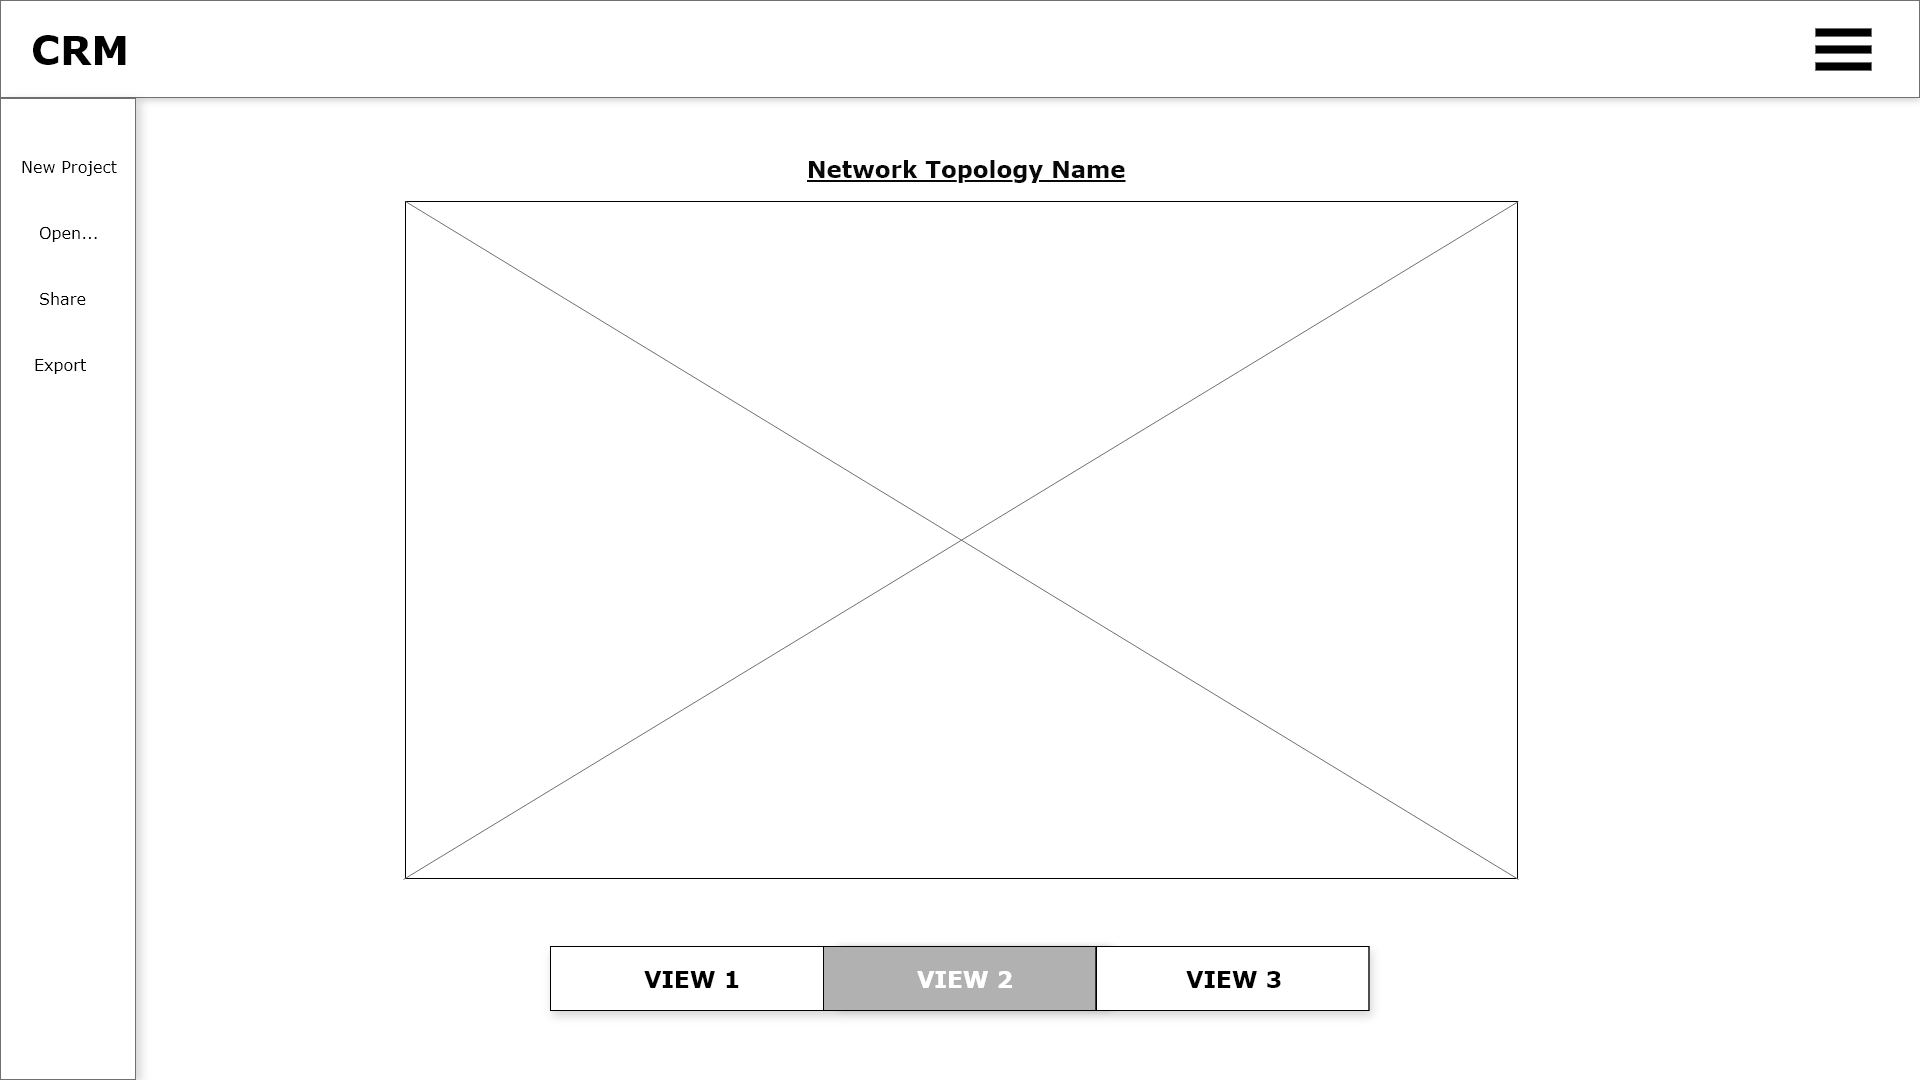 CRM
New Project
Open...
Share
Export
Network Topology Name
VIEW 1
VIEW 2
VIEW 3